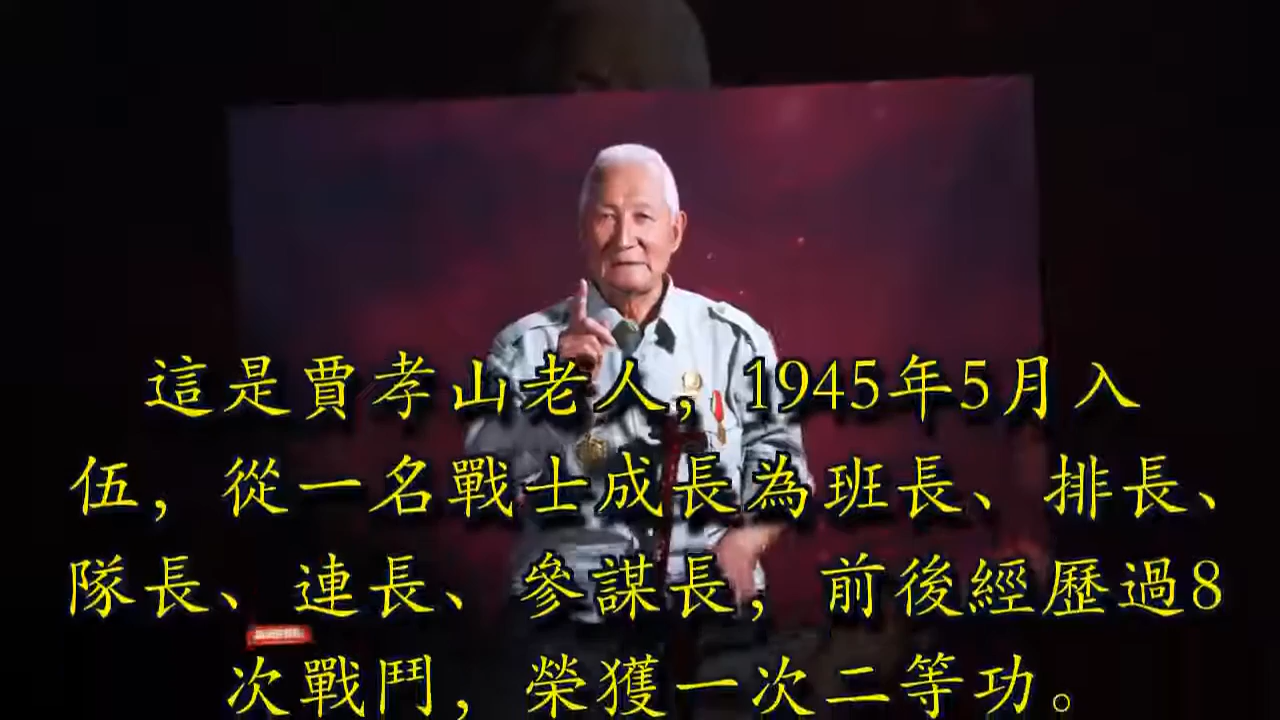 這是賈孝山老人，1945年5月入
伍，從一名戰士成長為班長、排長、
隊長、連長、參謀長，前後經歷過8
次戰鬥，榮獲一次二等功。